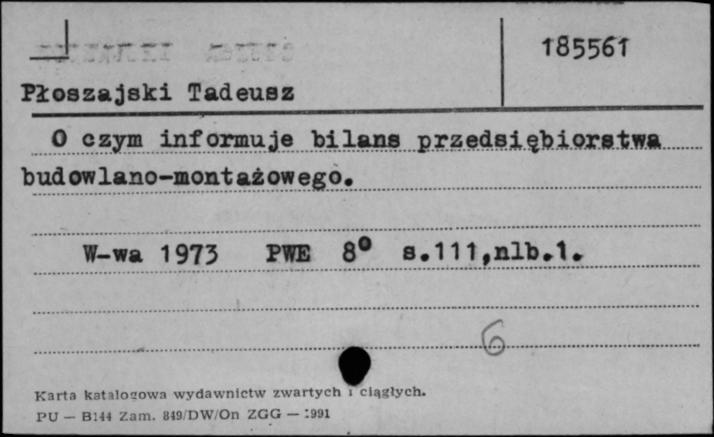 185561
Płoszajski Tadeusz
O czym informuje bilans przedsiębiorstwa
budowlano-montażowego.
W-wa 1973 PWE 8° s.111,nlb.1.
6
Karta katalogowa wydawnictw zwartych i ciągłych.
PU — B144 Zam. 849/DW/On ZGG — 1991